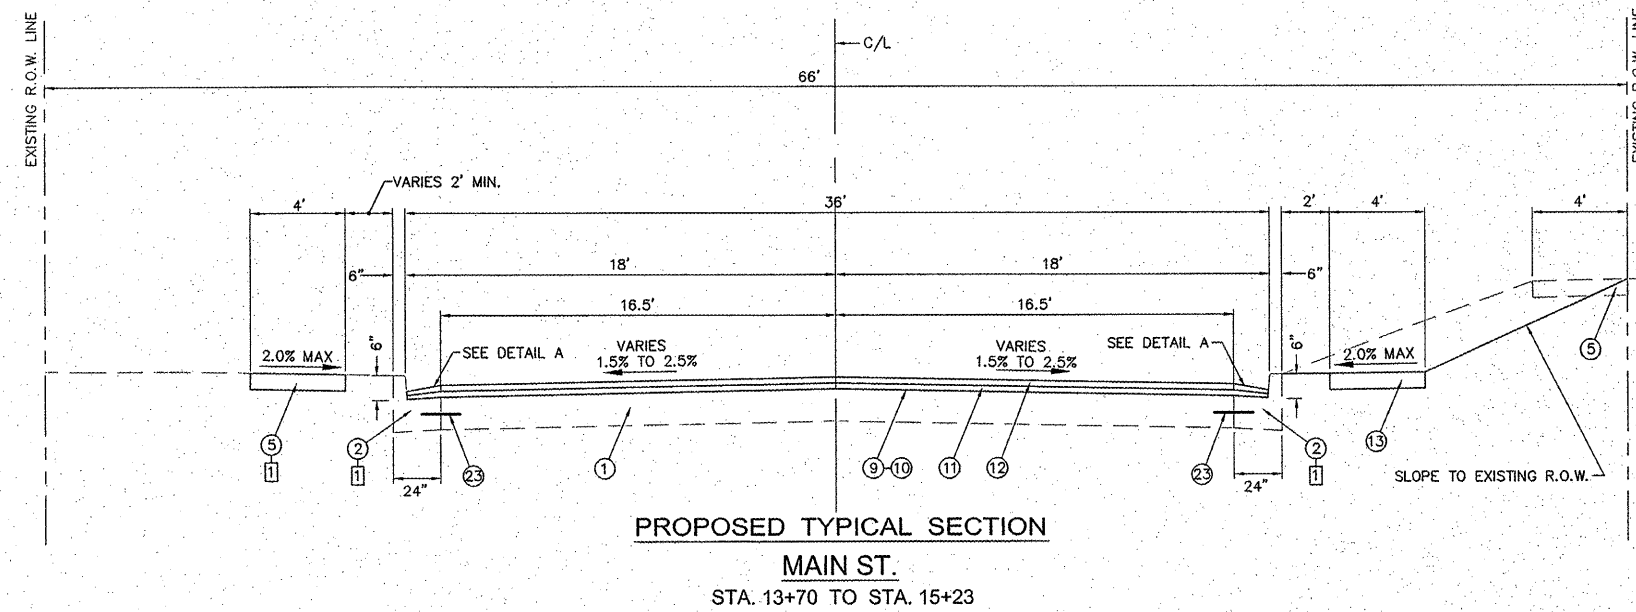 EXISTING R.O.W. LINE
C/L
66'
EXISTING R.O.W. LINE
VARIES 2' MIN.
4'
36'
2'
4'
4'
6"
18'
18'
6"
16.5'
16.5'
2.0% MAX
6"
SEE DETAIL A
VARIES
1.5% TO 2.5%
VARIES
1.5% TO 2.5%
SEE DETAIL A
6"
2.0% MAX
5
5
1
2
1
23
1
9
10
11
12
23
2
1
13
24"
24"
SLOPE TO EXISTING R.O.W.
PROPOSED TYPICAL SECTION
MAIN ST.
STA. 13+70 TO STA. 15+23